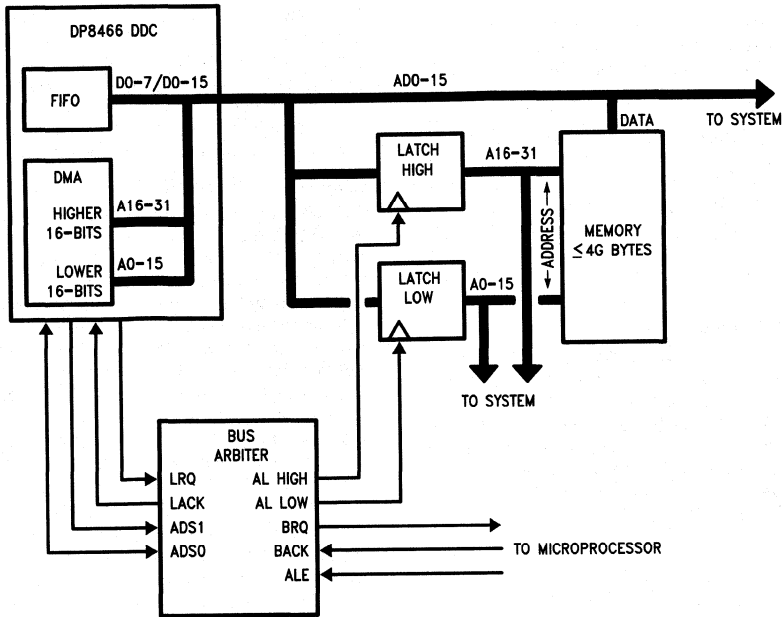 DP8466 DDC
FIFO
D0-7/D0-15
AD0-15
TO SYSTEM
DATA
LATCH
HIGH
A16-31
DMA
HIGHER
16-BITS
A16-31
LOWER
16-BITS
A0-15
ADDRESS
MEMORY
≤ 4G BYTES
LATCH
LOW
A0-15
TO SYSTEM
BUS
ARBITER
LRQ
AL HIGH
LACK
AL LOW
ADS1
BRQ
ADS0
BACK
TO MICROPROCESSOR
ALE